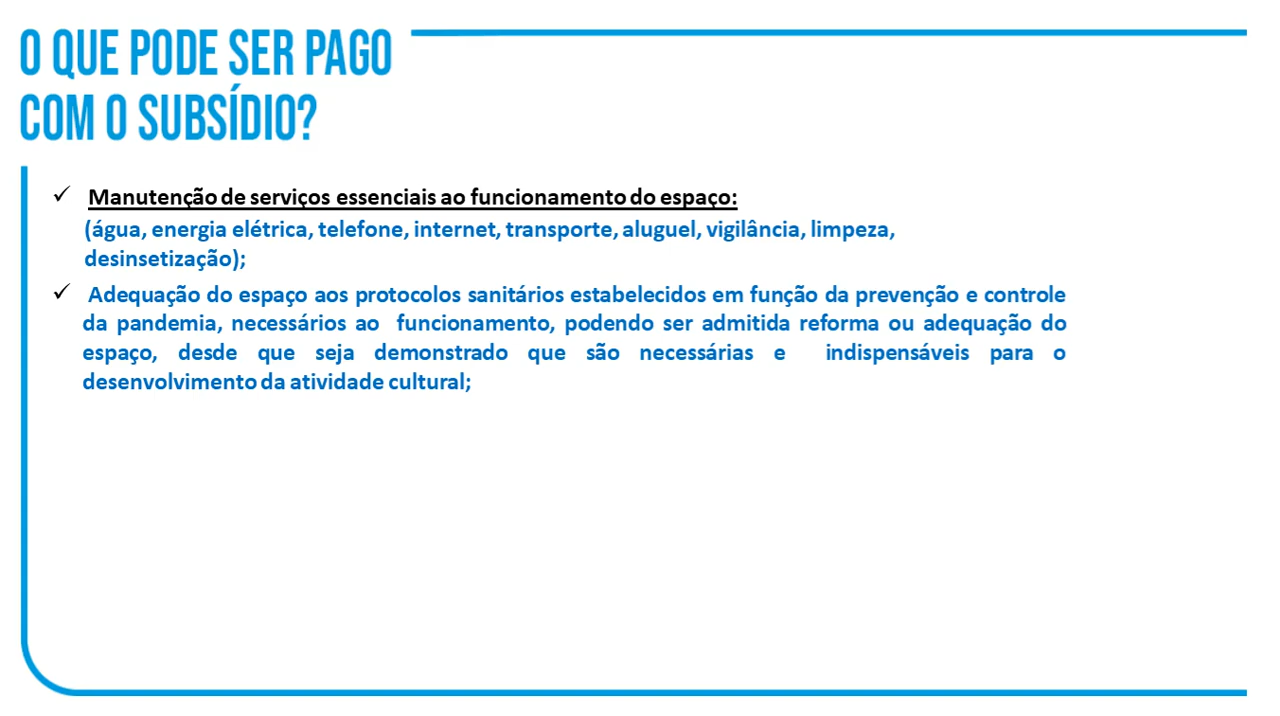 O QUE PODE SER PAGO
COM O SUBSÍDIO?
✓ Manutenção de serviços essenciais ao funcionamento do espaço:
(água, energia elétrica, telefone, internet, transporte, aluguel, vigilância, limpeza,
desinsetização);
✓ Adequação do espaço aos protocolos sanitários estabelecidos em função da prevenção e controle
da pandemia, necessários ao funcionamento, podendo ser admitida reforma ou adequação do
espaço, desde que seja demonstrado que são necessárias e indispensáveis para o
desenvolvimento da atividade cultural;